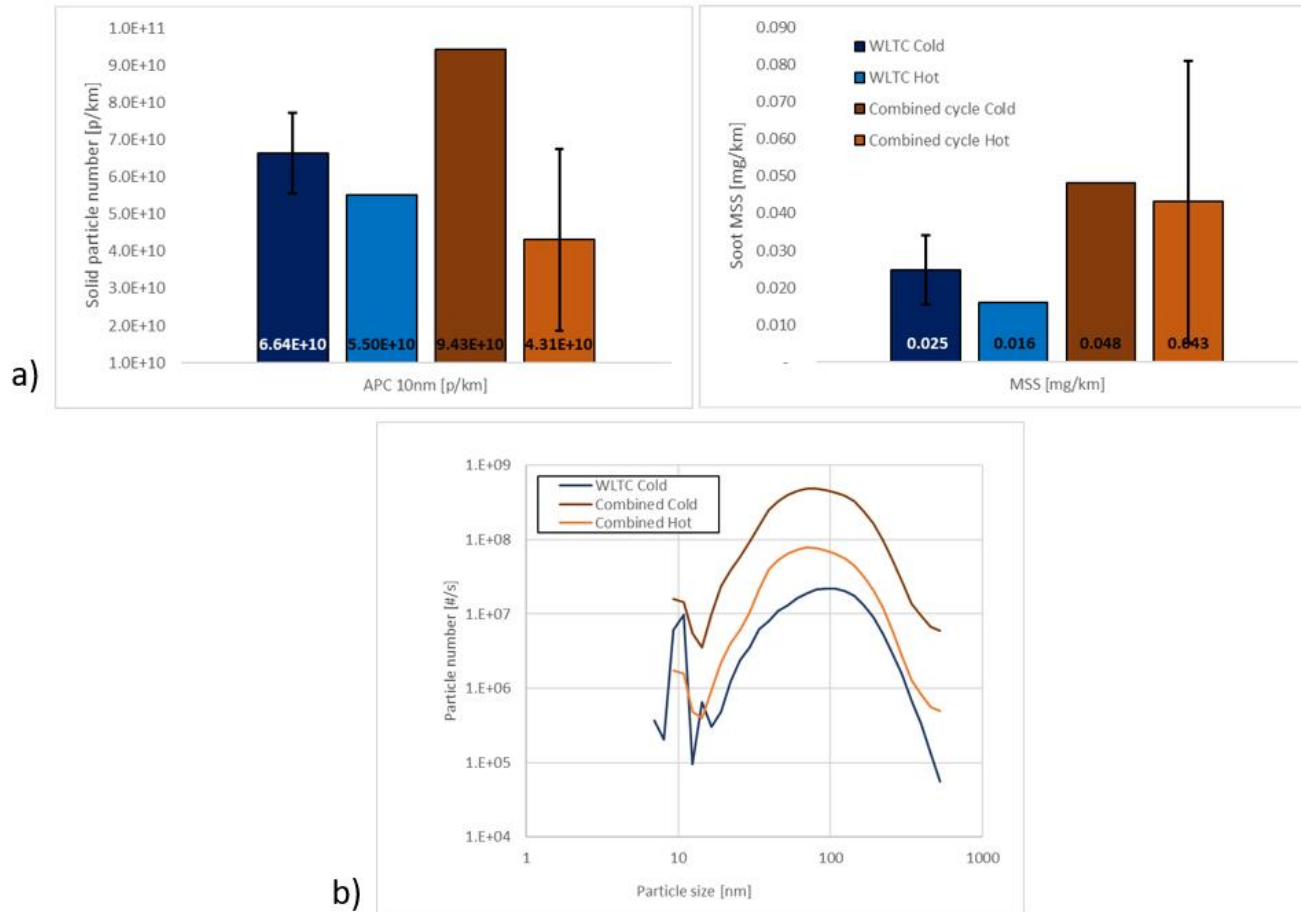 1.0E+11
9.0E+10
8.0E+10
7.0E+10
6.0E+10
5.0E+10
4.0E+10
3.0E+10
2.0E+10
1.0E+10
Solid particle number [p/km]
6.64E+10
5.50E+10
9.43E+10
4.31E+10
APC 10nm [p/km]
a)
0.090
0.080
0.070
0.060
0.050
0.040
0.030
0.020
0.010
-
Soot MSS [mg/km]
WLTC Cold
WLTC Hot
Combined cycle Cold
Combined cycle Hot
0.025
0.016
0.048
0.043
MSS [mg/km]
1.E+09
1.E+08
1.E+07
1.E+06
1.E+05
1.E+04
Particle number [#/s]
WLTC Cold
Combined Cold
Combined Hot
1
10
100
1000
Particle size [nm]
b)